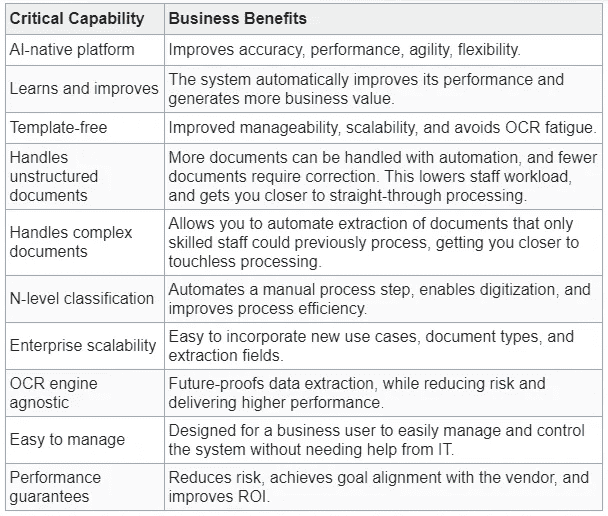 Critical Capability Business Benefits
AI-native platform Improves accuracy, performance, agility, flexibility.
Learns and improves The system automatically improves its performance and
generates more business value.
Template-free Improved manageability, scalability, and avoids OCR fatigue.
Handles
unstructured
documents
More documents can be handled with automation, and fewer
documents require correction. This lowers staff workload,
and gets you closer to straight-through processing.
Handles complex
documents
Allows you to automate extraction of documents that only
skilled staff could previously process, getting you closer to
touchless processing.
N-level classification Automates a manual process step, enables digitization, and
improves process efficiency.
Enterprise scalability Easy to incorporate new use cases, document types, and
extraction fields.
OCR engine
agnostic
Future-proofs data extraction, while reducing risk and
delivering higher performance.
Easy to manage Designed for a business user to easily manage and control
the system without needing help from IT.
Performance
guarantees
Reduces risk, achieves goal alignment with the vendor, and
improves ROI.